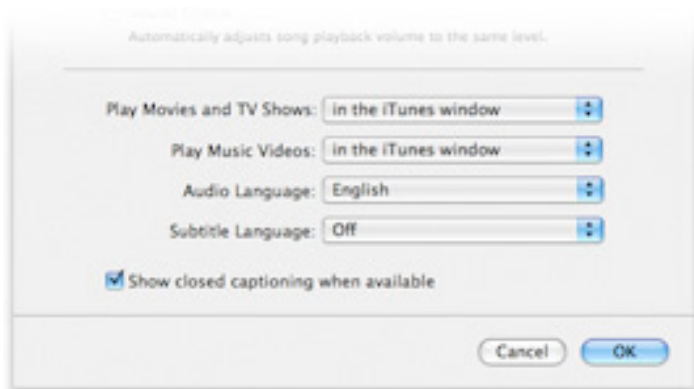 Automatically adjusts song playback volume to the same level.
Play Movies and TV Shows: in the iTunes window
Play Music Videos: in the iTunes window
Audio Language: English
Subtitle Language: Off
Show closed captioning when available
Cancel OK